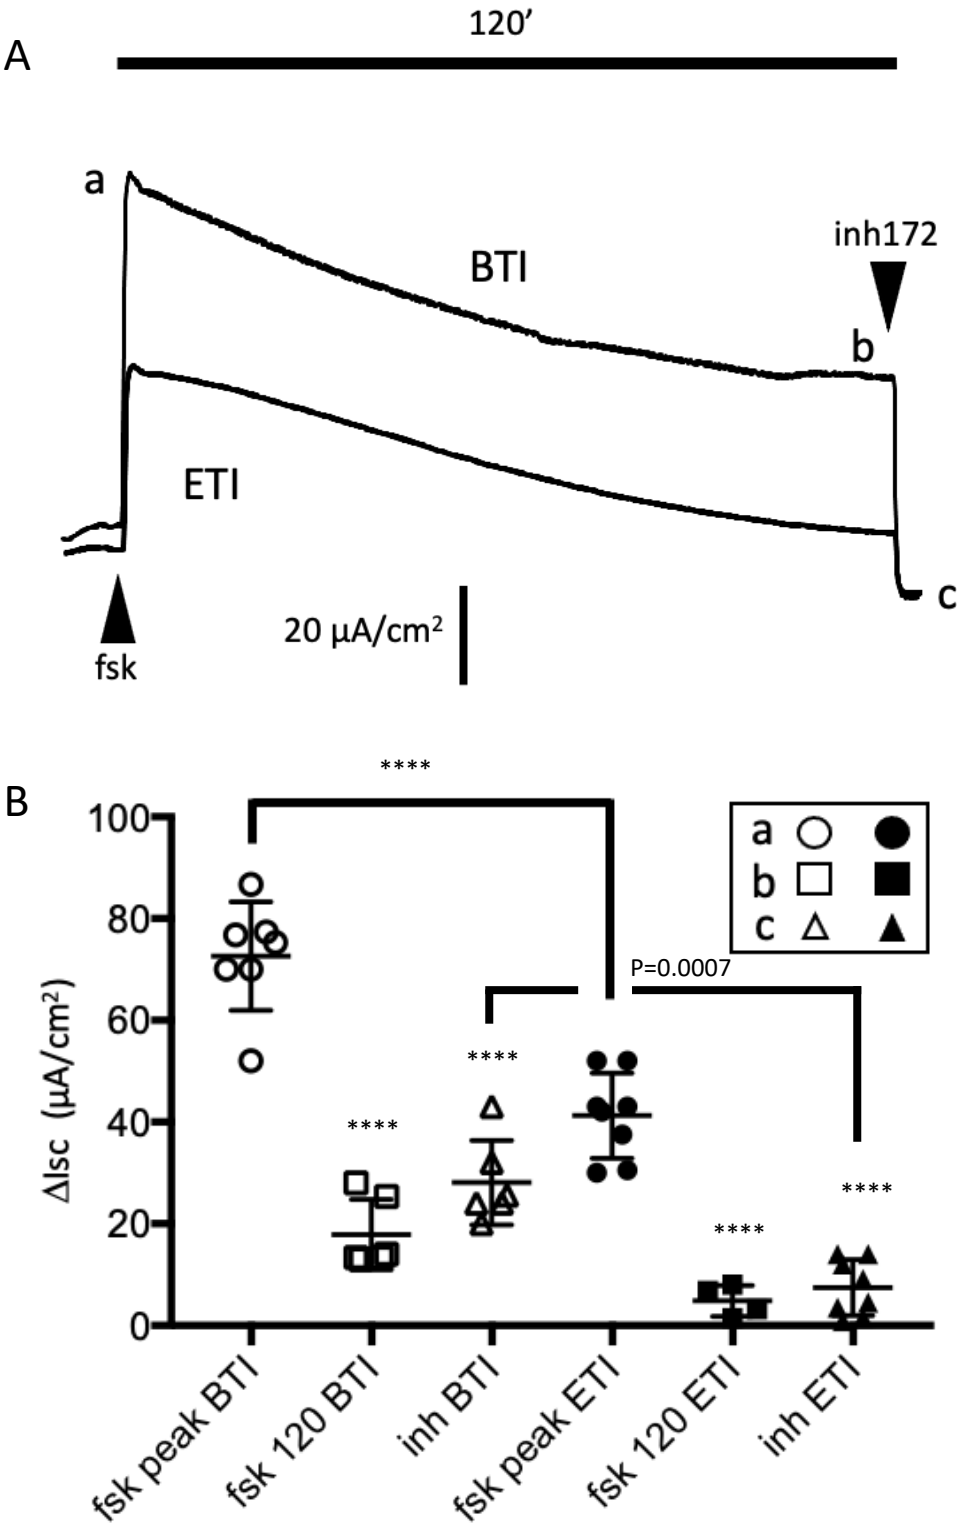 A
120’
a
BTI
inh172
b
ETI
c
20 µA/cm²
fsk
B
****
100
80
60
40
20
0
ΔIsc (µA/cm²)
a
b
c
P=0.0007
****
****
****
****
fsk peak BTI
fsk 120 BTI
inh BTI
fsk peak ETI
fsk 120 ETI
inh ETI